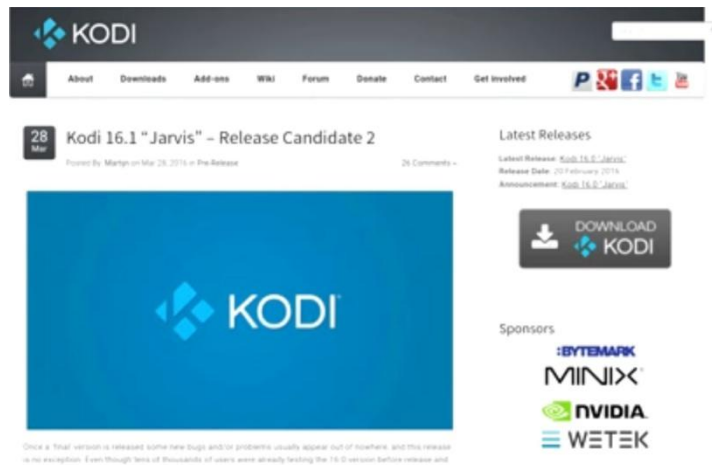 KODI
About Downloads Add-ons Wiki Forum Donate Contact Get Involved
28
Mar
Kodi 16.1 “Jarvis” – Release Candidate 2
Posted By: Martijn on Mar 28, 2016 in Pre-Release
26 Comments »
KODI
Once a ‘final’ version is released some new bugs and/or problems usually appear out of nowhere, and this release
is no exception. Even though tens of thousands of users were already testing the 16.0 version before release and
Latest Releases
Latest Release: Kodi 16.0 'Jarvis'
Release Date: 20 February 2016
Announcement: Kodi 16.0 'Jarvis'
DOWNLOAD
KODI
Sponsors
:BYTEMARK
MINIX
NVIDIA
WETEK